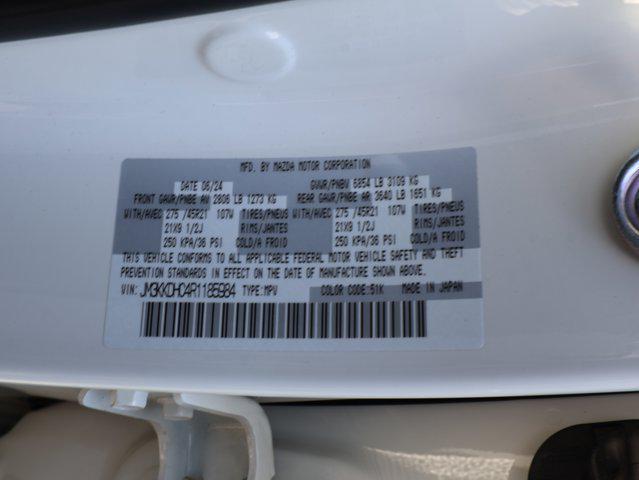 MFD. BY MAZDA MOTOR CORPORATION
DATE 06/24 GVWR/PNBV 6854 LB 3109 KG
FRONT GAWR/PNBE AV 2806 LB 1273 KG REAR GAWR/PNBE AR 3640 LB 1651 KG
WITH/AVEC 275 /45R21 107W TIRES/PNEUS WITH/AVEC 275 /45R21 107W TIRES/PNEUS
21X9 1/2J RIMS/JANTES 21X9 1/2J RIMS/JANTES
250 KPA/36 PSI COLD/A FROID 250 KPA/36 PSI COLD/A FROID
THIS VEHICLE CONFORMS TO ALL APPLICABLE FEDERAL MOTOR VEHICLE SAFETY AND THEFT
PREVENTION STANDARDS IN EFFECT ON THE DATE OF MANUFACTURE SHOWN ABOVE.
VIN: JM3KKDHC4R1185984 TYPE:MPV COLOR CODE:51K MADE IN JAPAN